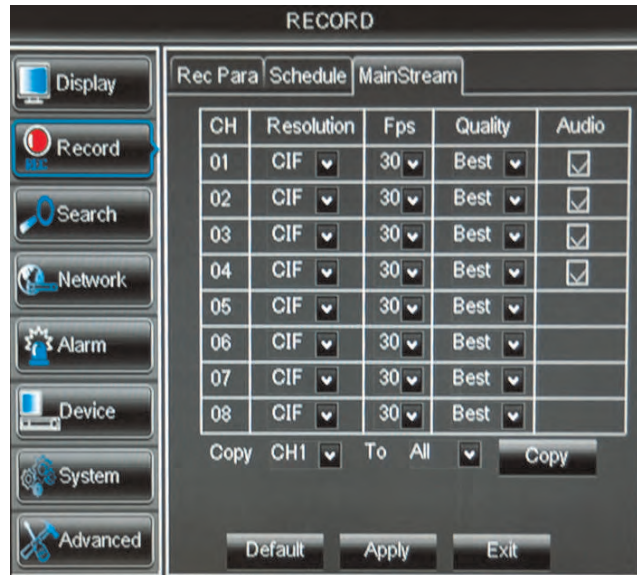 RECORD
Display
Record
REC
Search
Network
Alarm
Device
System
Advanced
Rec Para Schedule MainStream
CH Resolution Fps Quality Audio
01 CIF 30 Best
02 CIF 30 Best
03 CIF 30 Best
04 CIF 30 Best
05 CIF 30 Best
06 CIF 30 Best
07 CIF 30 Best
08 CIF 30 Best
Copy CH1 To All Copy
Default Apply Exit